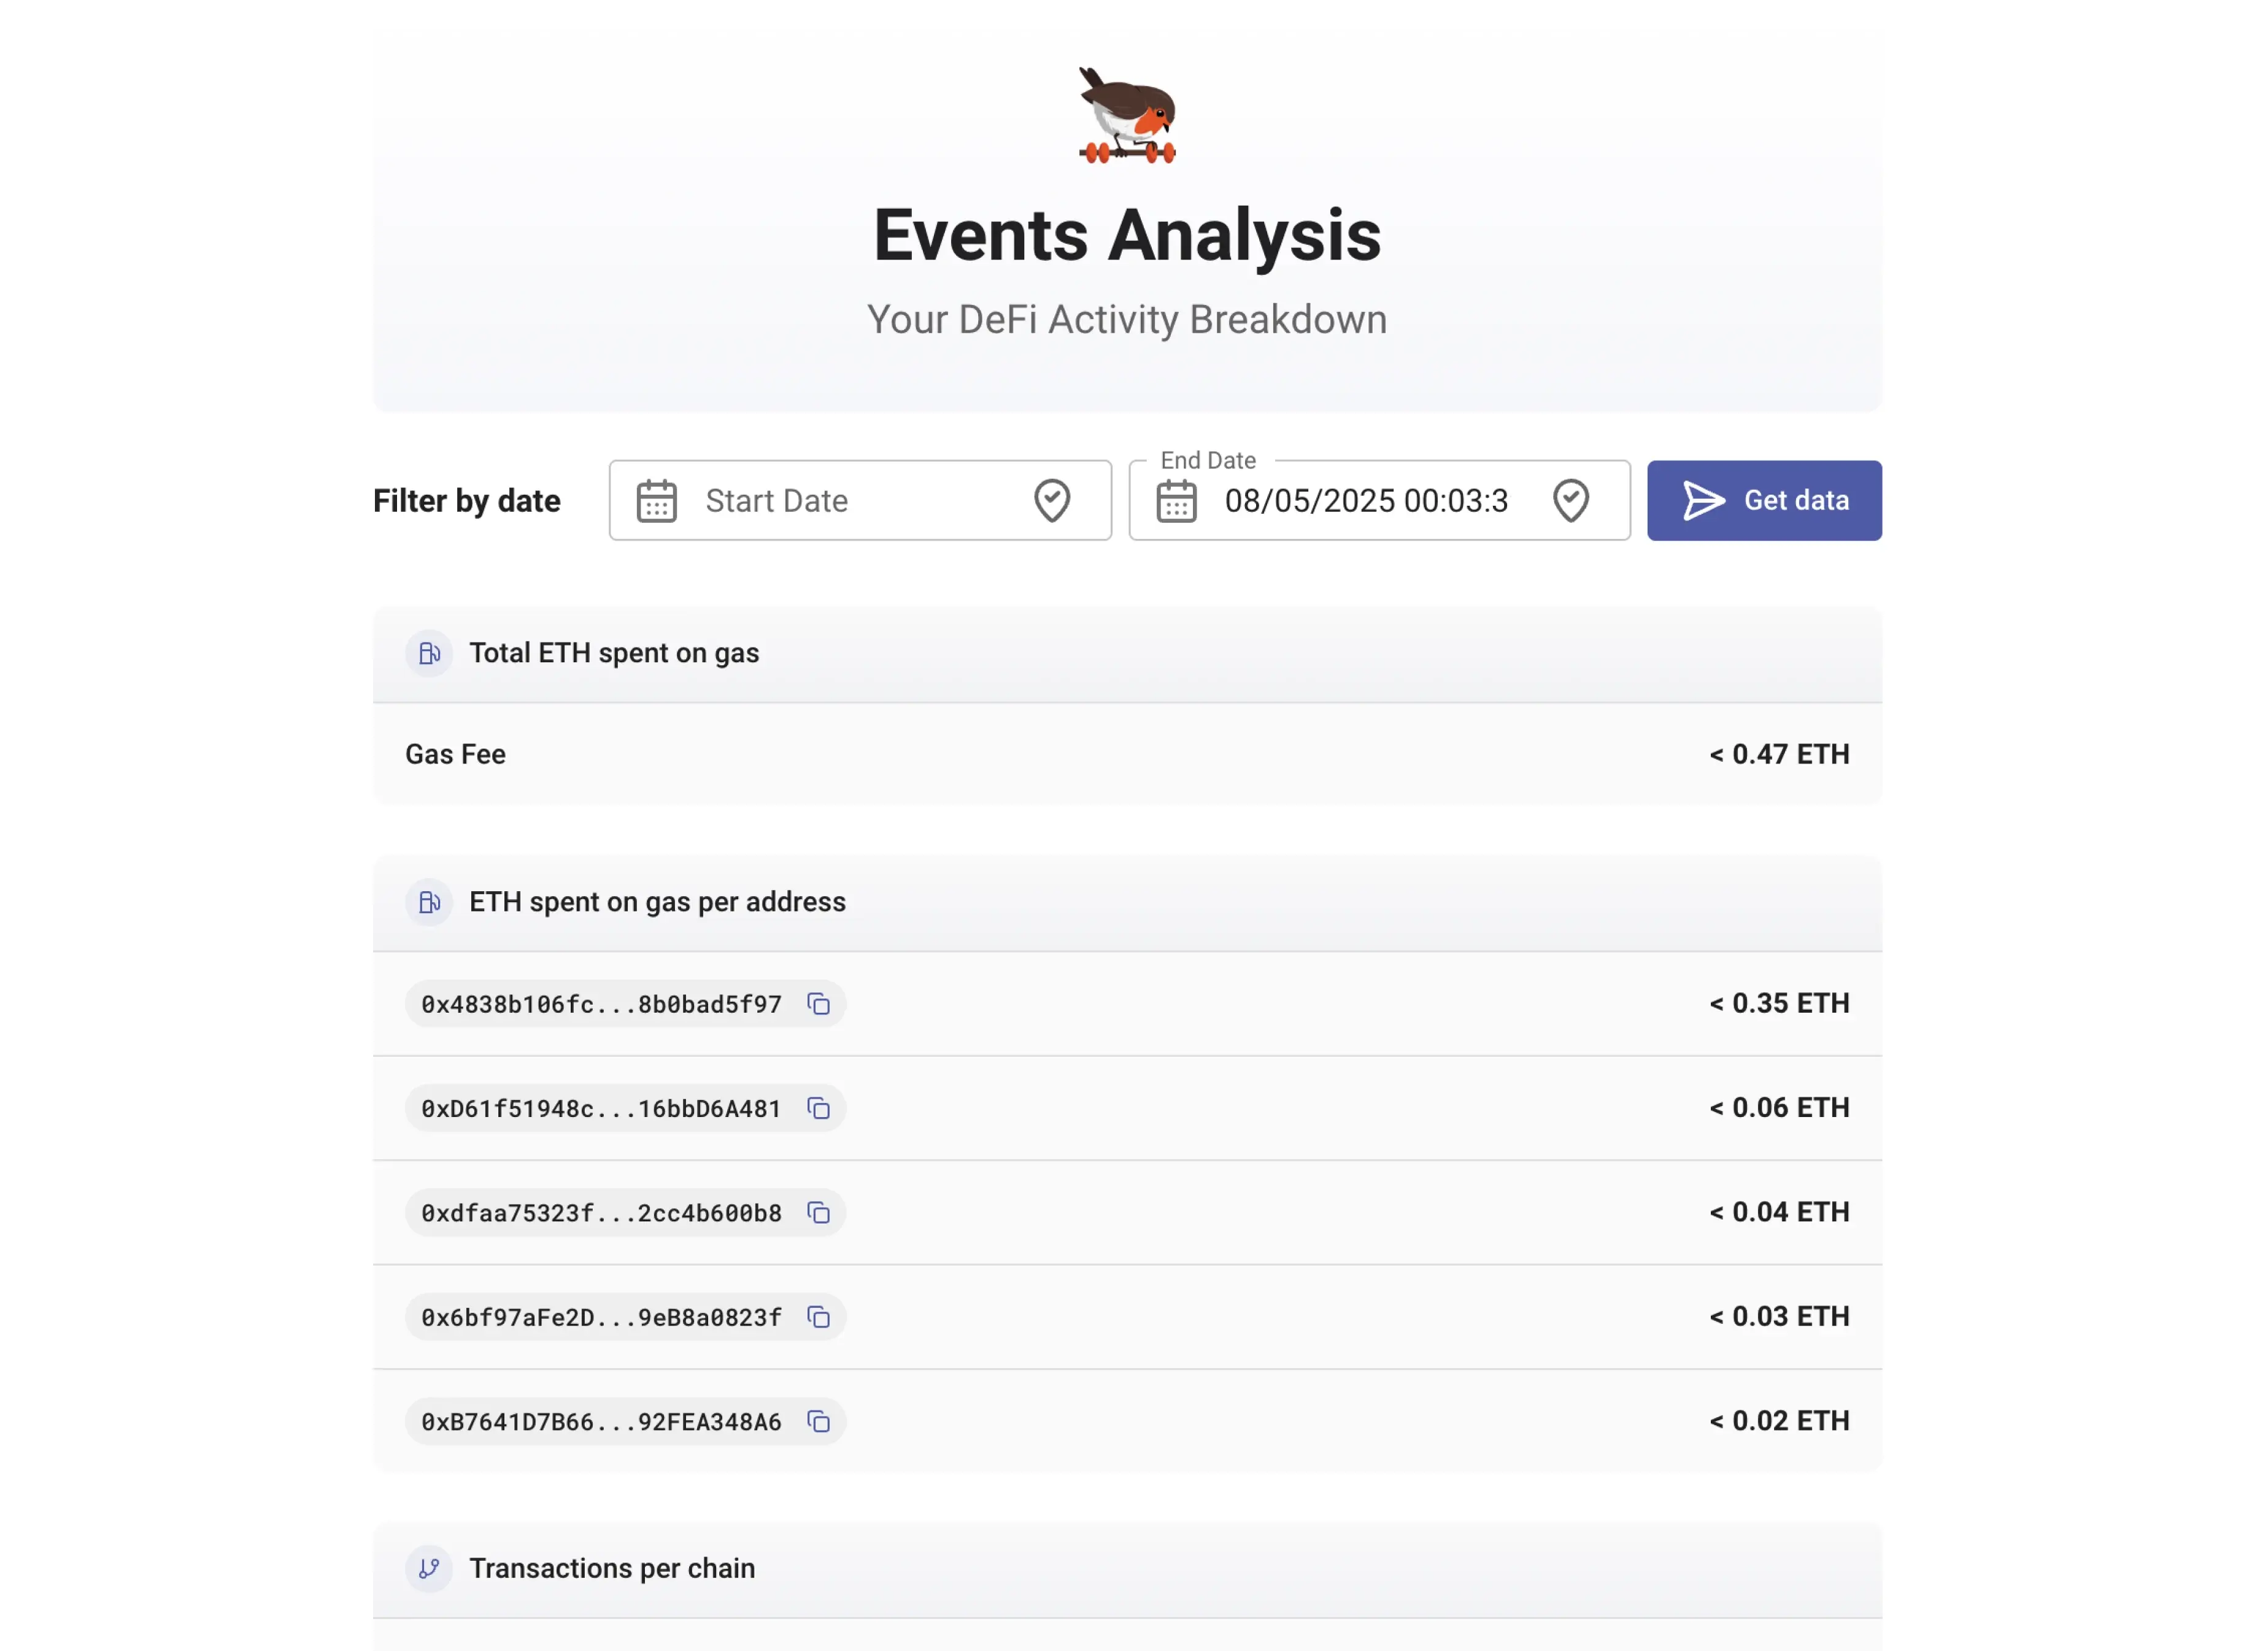 Events Analysis
Your DeFi Activity Breakdown
Filter by date
Start Date
End Date
08/05/2025 00:03:3
Get data
Total ETH spent on gas
Gas Fee
< 0.47 ETH
ETH spent on gas per address
0x4838b106fc...8b0bad5f97
< 0.35 ETH
0xD61f51948c...16bbD6A481
< 0.06 ETH
0xdfaa75323f...2cc4b600b8
< 0.04 ETH
0x6bf97aFe2D...9eB8a0823f
< 0.03 ETH
0xB7641D7B66...92FEA348A6
< 0.02 ETH
Transactions per chain